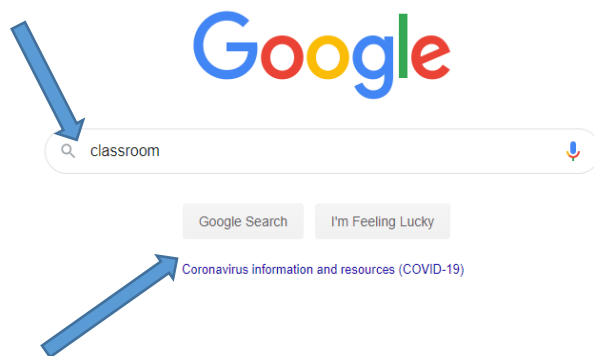 Google
classroom
Google Search I'm Feeling Lucky
Coronavirus information and resources (COVID-19)